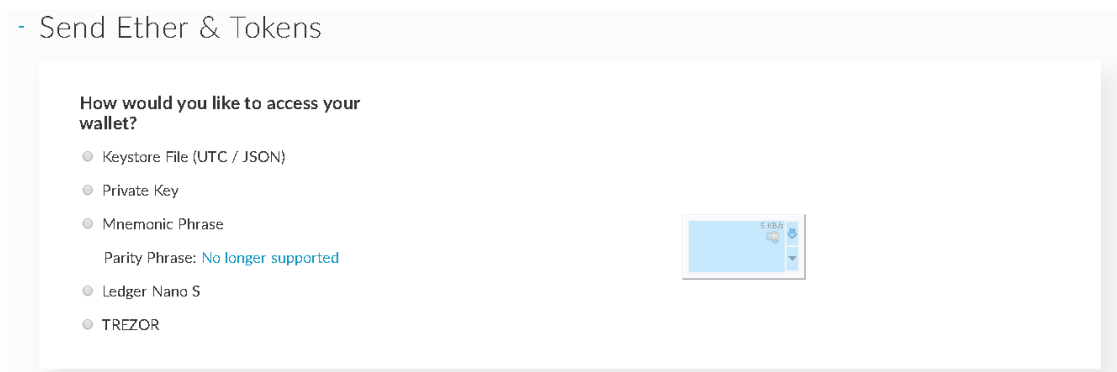 - Send Ether & Tokens
How would you like to access your
wallet?
Keystore File (UTC / JSON)
Private Key
Mnemonic Phrase
Parity Phrase: No longer supported
Ledger Nano S
TREZOR
5 KB/s